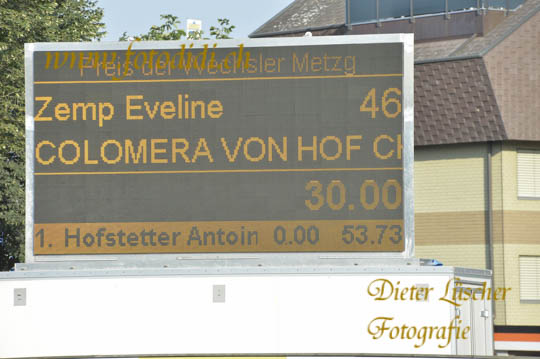 www.fotodidi.ch
Preis der Wechsler Metzg
Zemp Eveline 46
COLOMERA VON HOF CH
30.00
1. Hofstetter Antoin 0.00 53.73
Dieter Lüscher
Fotografie